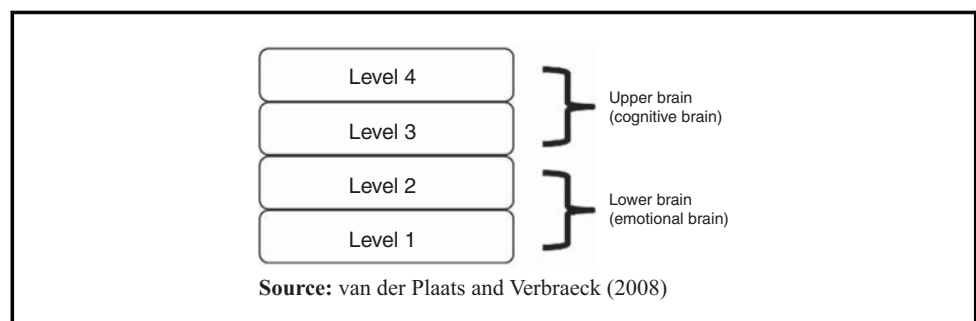 Level 4
Level 3
Upper brain
(cognitive brain)
Level 2
Level 1
Lower brain
(emotional brain)
Source: van der Plaats and Verbraeck (2008)